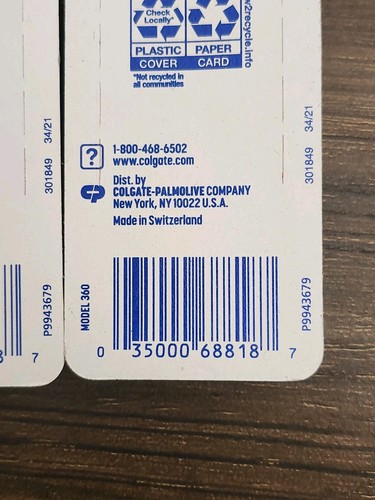 Check
Locally*
PLASTIC PAPER
COVER CARD
*Not recycled in
all communities
w2recycle.info
34/21
301849
1-800-468-6502
www.colgate.com
Dist. by
COLGATE-PALMOLIVE COMPANY
New York, NY 10022 U.S.A.
Made in Switzerland
MODEL 360
0 35000 68818 7
P9943679
34/21
301849
P9943679
8 7